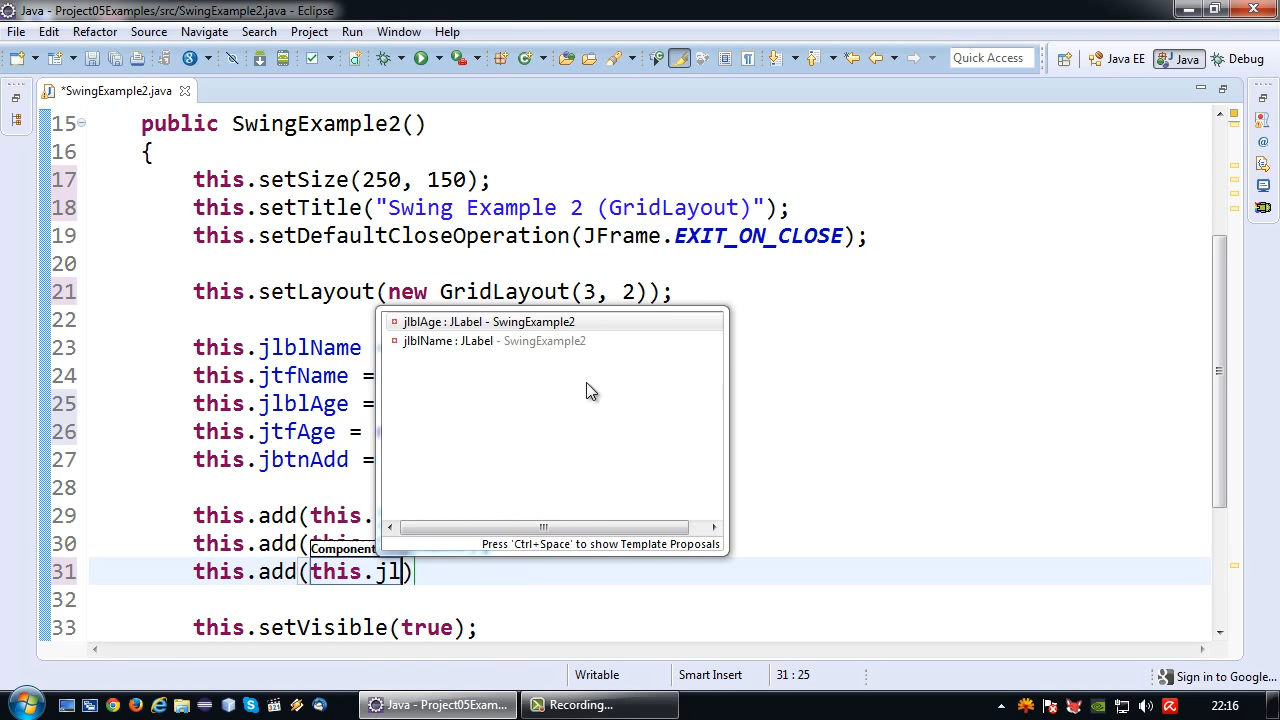 Java - Project05Examples/src/SwingExample2.java - Eclipse
File Edit Refactor Source Navigate Search Project Run Window Help
Quick Access
Java EE
Java
Debug
*SwingExample2.java
15 public SwingExample2()
16 {
17 this.setSize(250, 150);
18 this.setTitle("Swing Example 2 (GridLayout)");
19 this.setDefaultCloseOperation(JFrame.EXIT_ON_CLOSE);
20
21 this.setLayout(new GridLayout(3, 2));
22
jlblAge : JLabel - SwingExample2
jlblName : JLabel - SwingExample2
23 this.jlblName
24 this.jtfName =
25 this.jlblAge =
26 this.jtfAge =
27 this.jbtnAdd =
28
29 this.add(this.
Press 'Ctrl+Space' to show Template Proposals
30 this.add(
Component
31 this.add(this.jl)
32
33 this.setVisible(true);
Writable
Smart Insert
31 : 25
Sign in to Google...
Java - Project05Exam...
Recording...
22:16